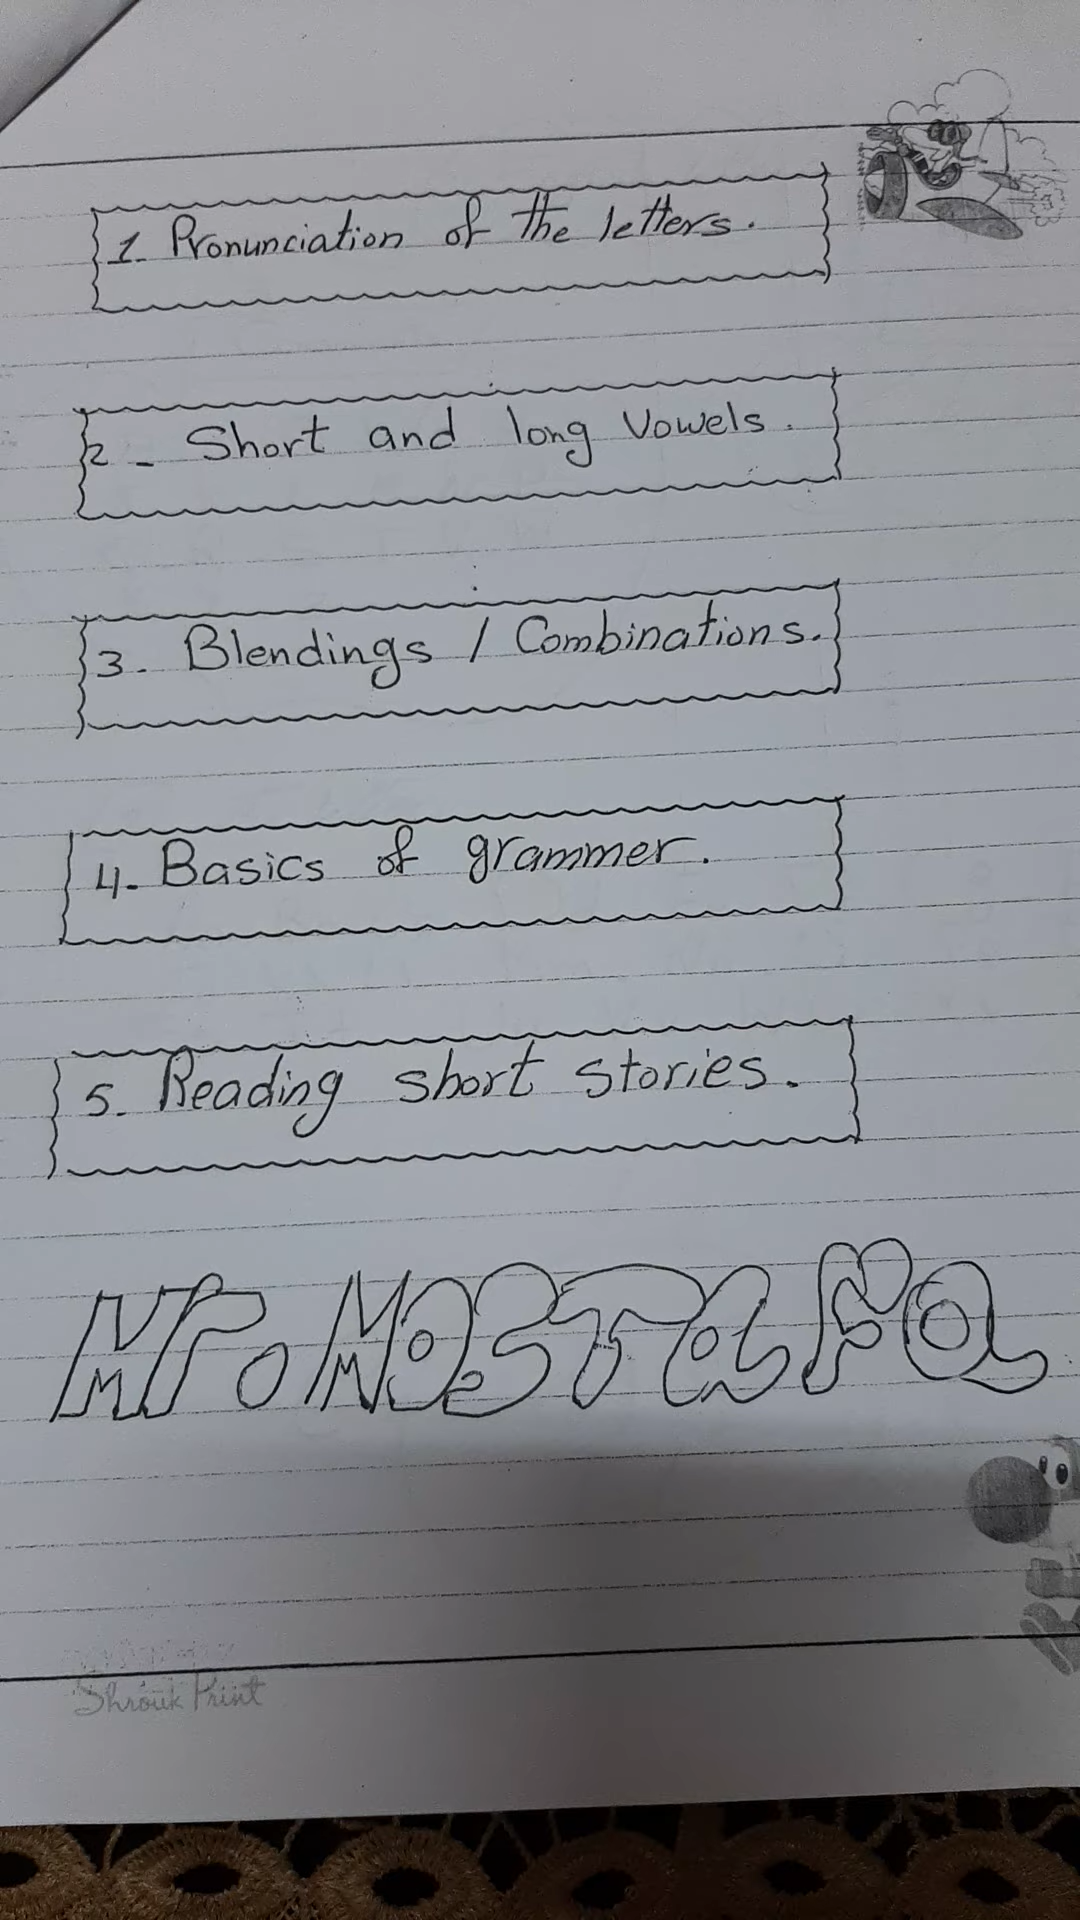 1. Pronunciation of the letters.
2 - Short and long Vowels.
3. Blendings / Combinations.
4. Basics of grammer.
5. Reading short stories.
Mr. MOSTaFa
Shrouk Print